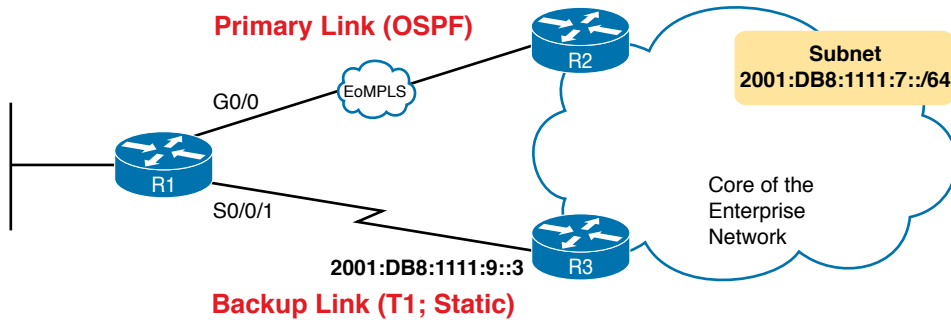 Primary Link (OSPF)
R2
Subnet
2001:DB8:1111:7::/64
EoMPLS
G0/0
R1
S0/0/1
Core of the
Enterprise
Network
R3
2001:DB8:1111:9::3
Backup Link (T1; Static)